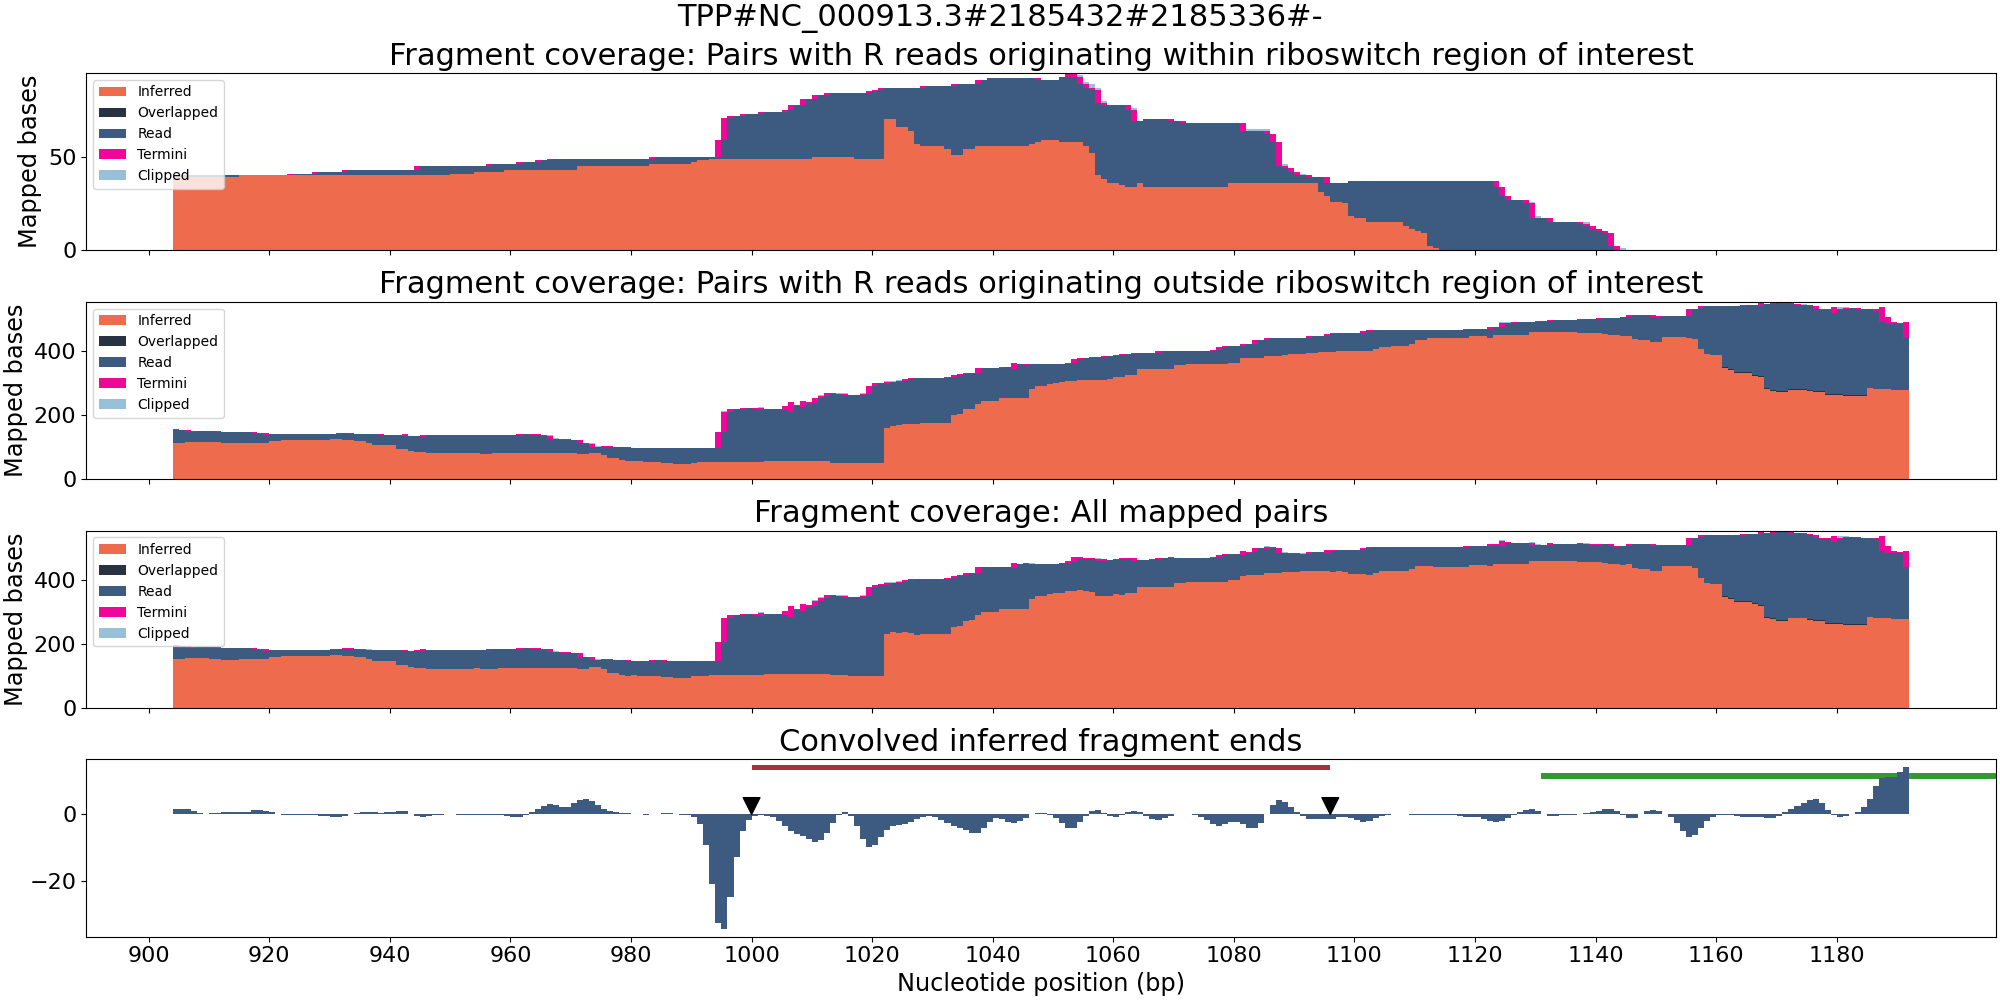 TPP#NC_000913.3#2185432#2185336#-
Fragment coverage: Pairs with R reads originating within riboswitch region of interest
Mapped bases
50
0
Inferred
Overlapped
Read
Termini
Clipped
Fragment coverage: Pairs with R reads originating outside riboswitch region of interest
Mapped bases
400
200
0
Inferred
Overlapped
Read
Termini
Clipped
Fragment coverage: All mapped pairs
Mapped bases
400
200
0
Inferred
Overlapped
Read
Termini
Clipped
Convolved inferred fragment ends
0
−20
900 920 940 960 980 1000 1020 1040 1060 1080 1100 1120 1140 1160 1180
Nucleotide position (bp)